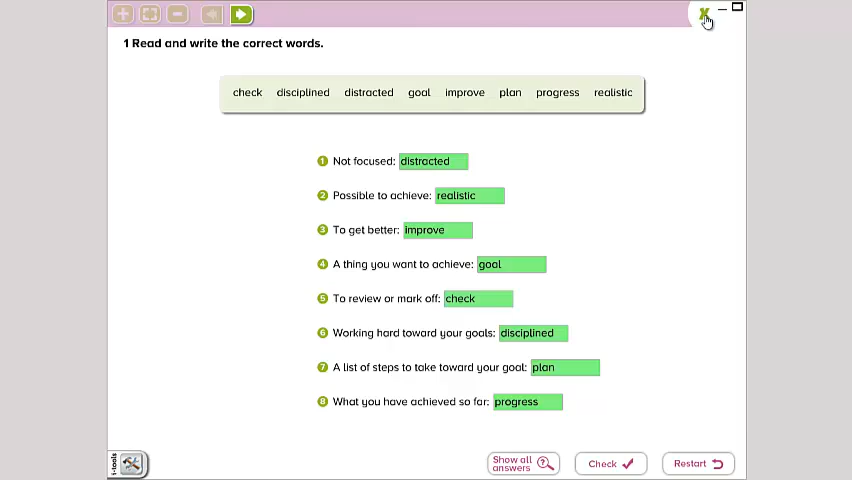 1 Read and write the correct words.
check disciplined distracted goal improve plan progress realistic
1 Not focused: distracted
2 Possible to achieve: realistic
3 To get better: improve
4 A thing you want to achieve: goal
5 To review or mark off: check
6 Working hard toward your goals: disciplined
7 A list of steps to take toward your goal: plan
8 What you have achieved so far: progress
i-tools
Show all
answers
Check
Restart